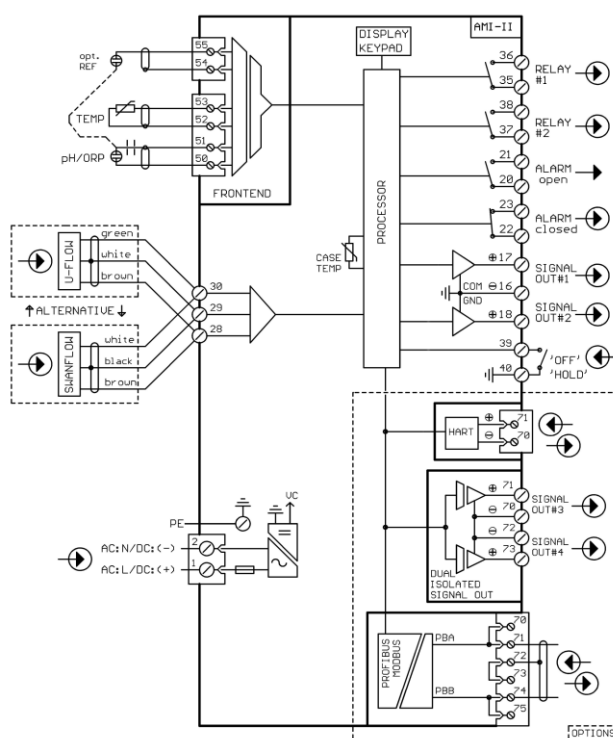 AMI-II
DISPLAY
KEYPAD
opt.
REF
55
54
TEMP
53
52
pH/ORP
51
50
FRONTEND
PROCESSOR
CASE
TEMP
36
35
RELAY
#1
38
37
RELAY
#2
21
20
ALARM
open
23
22
ALARM
closed
⊕17
SIGNAL
OUT#1
COM ⊖16
GND
⊕18
SIGNAL
OUT#2
39
40
'OFF'
'HOLD'
U-FLOW
green
white
brown
↑ALTERNATIVE↓
SWANFLOW
white
black
brown
30
29
28
HART
⊕ 71
⊖ 70
⊕ 71
⊖ 70
⊖ 72
⊕ 73
SIGNAL
OUT#3
SIGNAL
OUT#4
DUAL
ISOLATED
SIGNAL OUT
PE
VC
AC:N/DC:(-)
2
AC:L/DC:(+)
1
PROFIBUS
MODBUS
PBA
PBB
70
71
72
73
74
75
OPTIONS